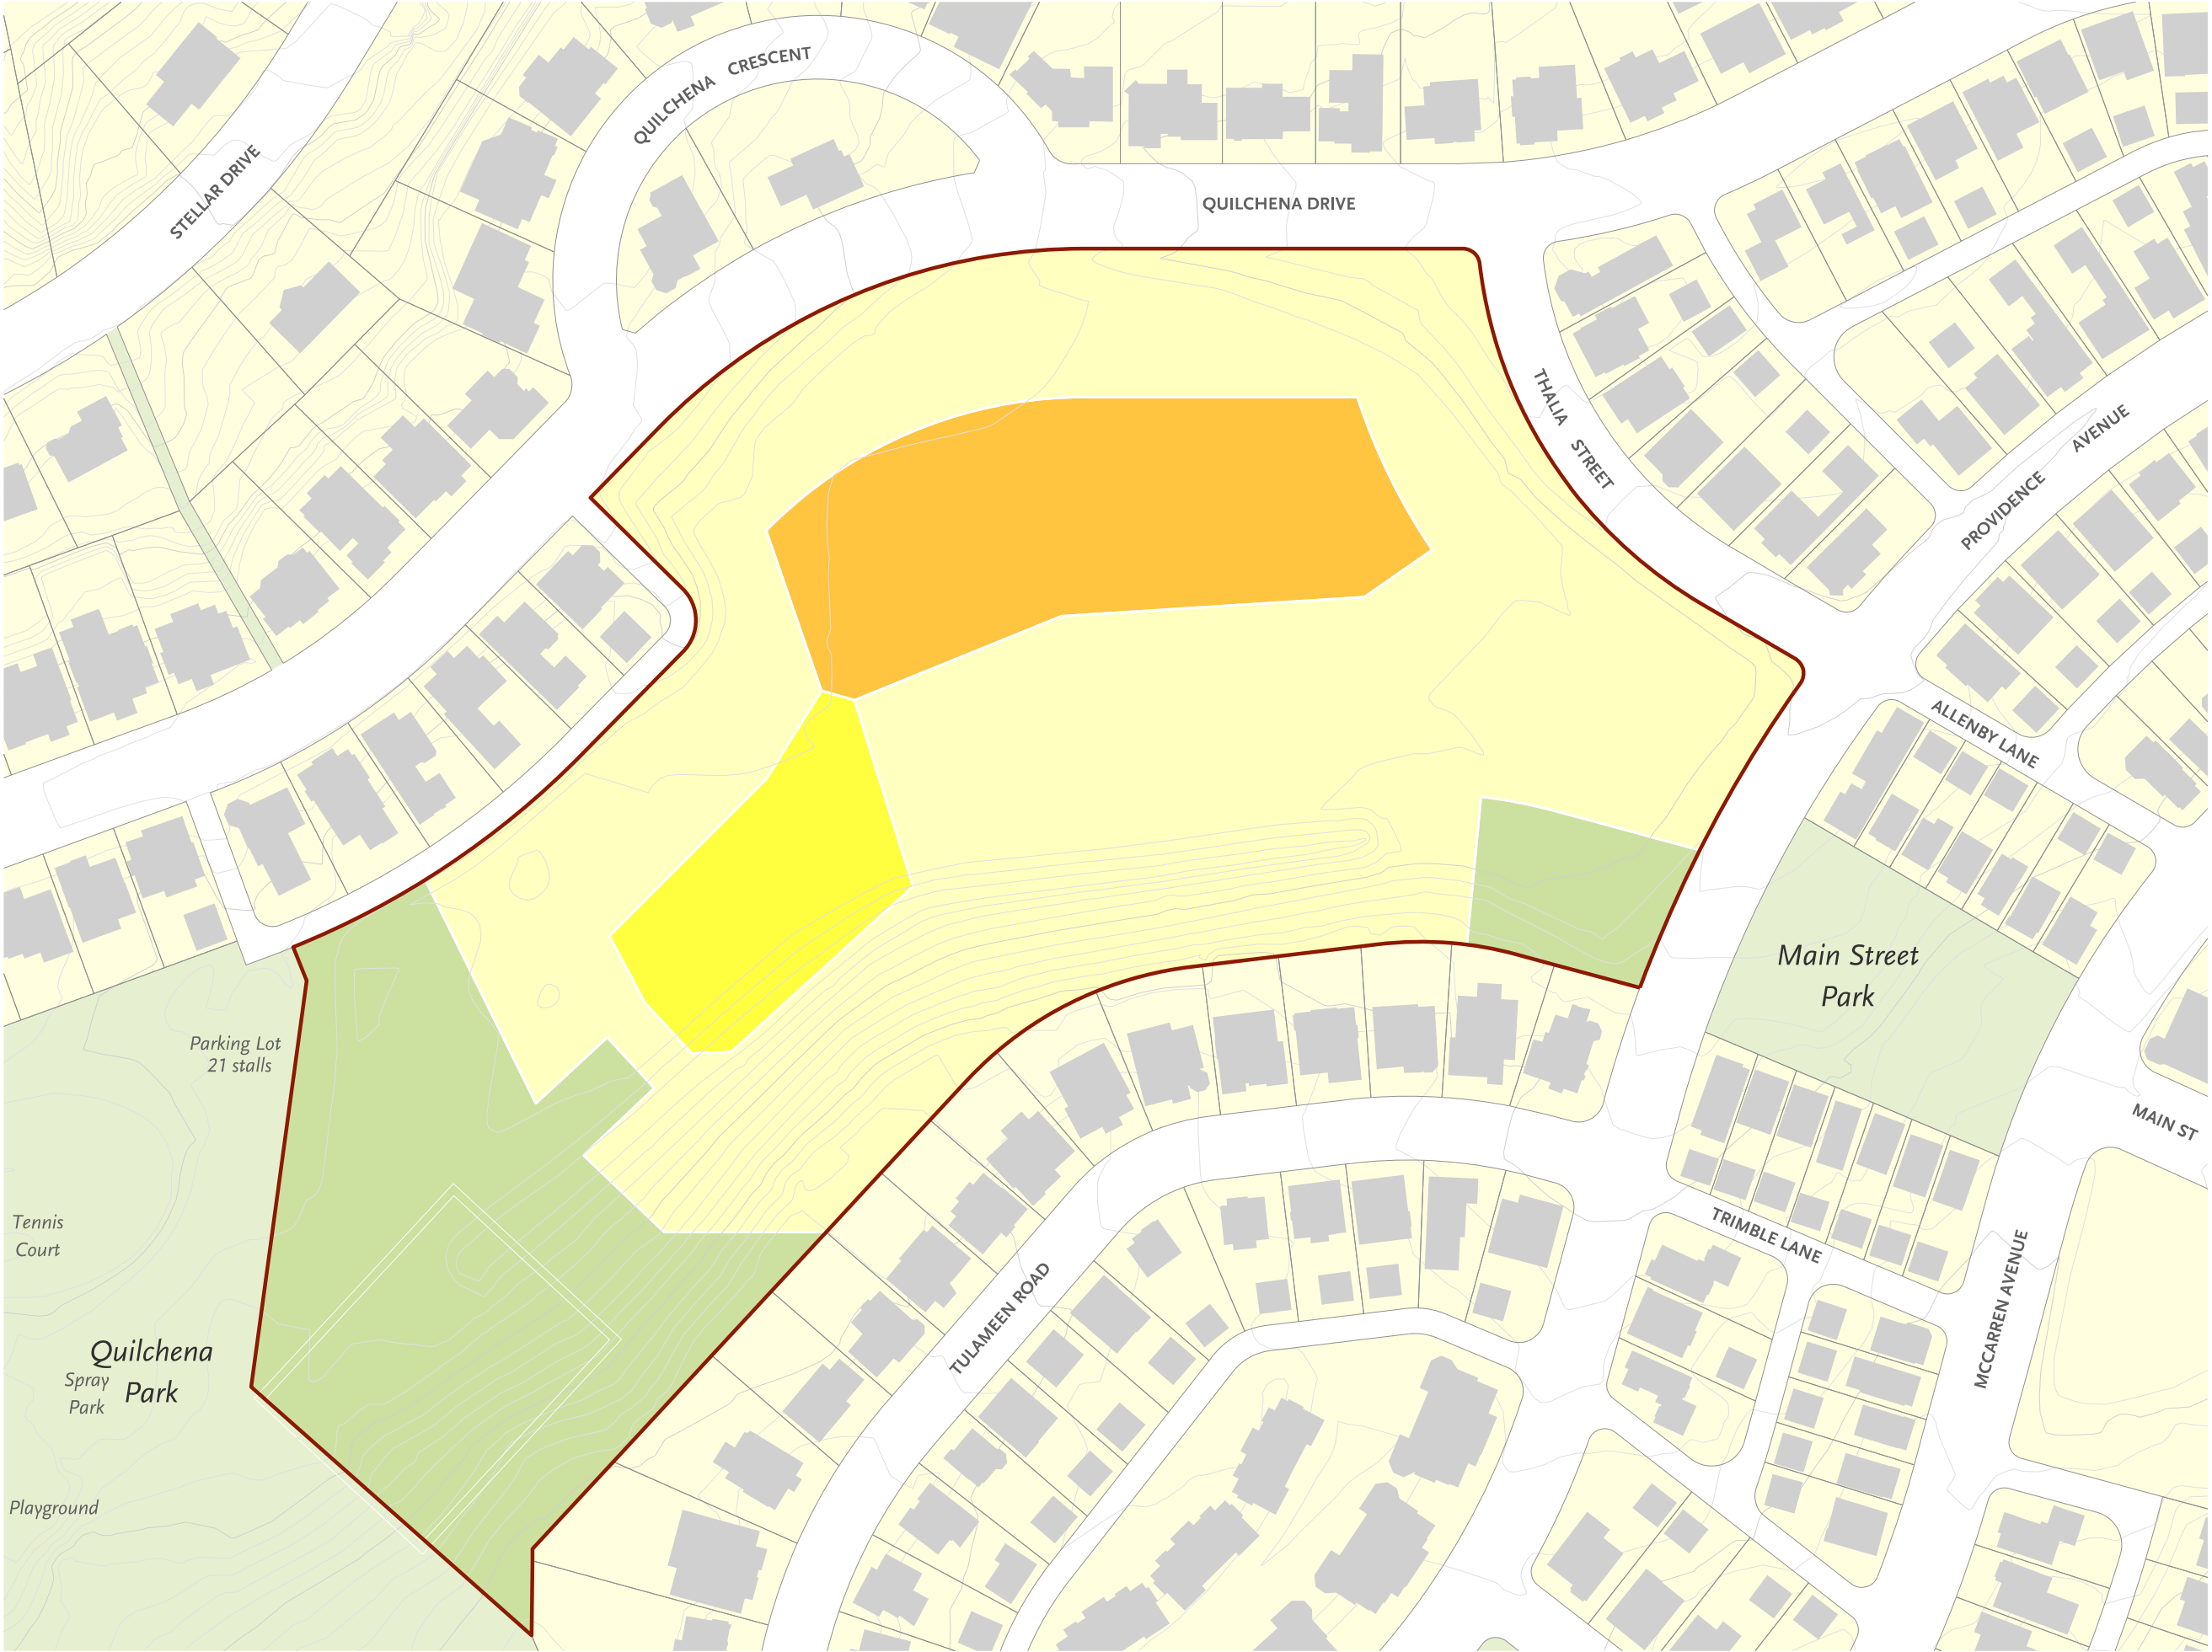 QUILCHENA CRESCENT
STELLAR DRIVE
QUILCHENA DRIVE
THALIA STREET
PROVIDENCE AVENUE
ALLENBY LANE
Main Street
Park
Parking Lot
21 stalls
MAIN ST
Tennis
Court
TRIMBLE LANE
MCCARREN AVENUE
TULAMEEN ROAD
Quilchena
Park
Spray
Park
Playground